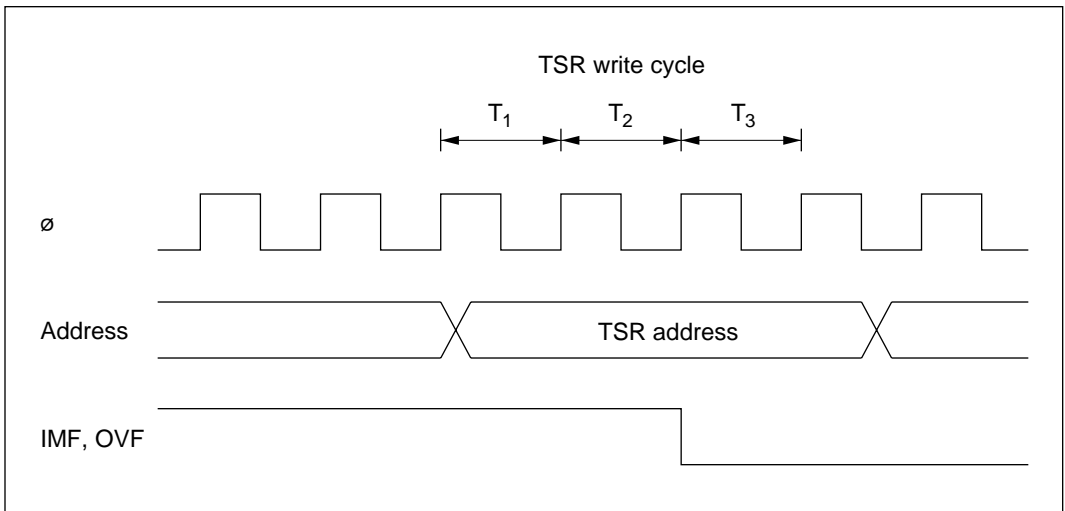 TSR write cycle
T1 T2 T3
ø
Address TSR address
IMF, OVF